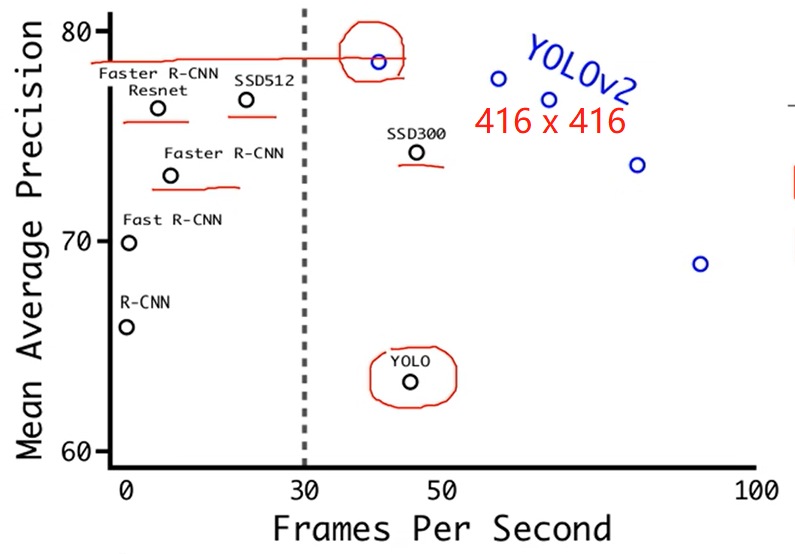 Mean Average Precision
80
70
60
Faster R-CNN
Resnet
SSD512
YOLOv2
416 x 416
SSD300
Faster R-CNN
Fast R-CNN
R-CNN
YOLO
0
30
50
100
Frames Per Second